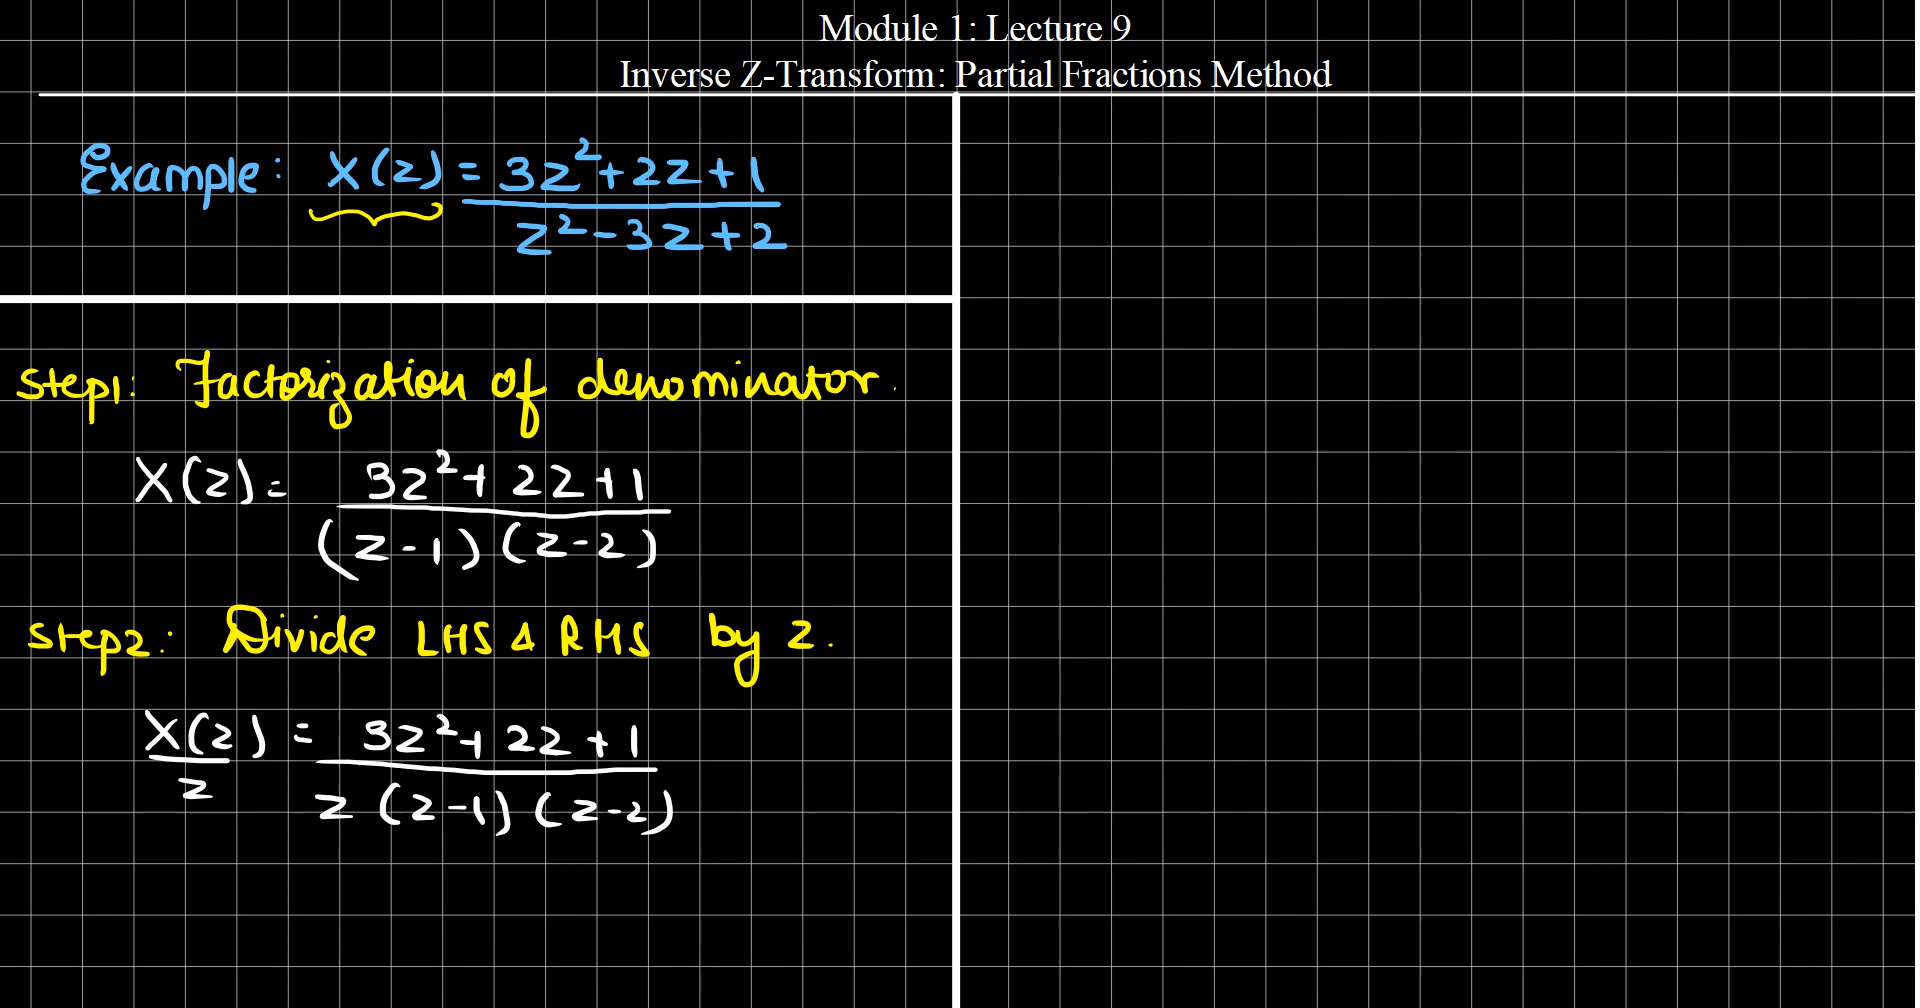 Module 1: Lecture 9
Inverse Z-Transform: Partial Fractions Method
Example: X(z) = 3z²+2z+1
z²-3z+2
Step1: Factorization of denominator.
X(z) = 3z²+2z+1
(z-1)(z-2)
Step2: Divide LHS & RHS by z.
X(z) = 3z²+2z+1
z z(z-1)(z-2)